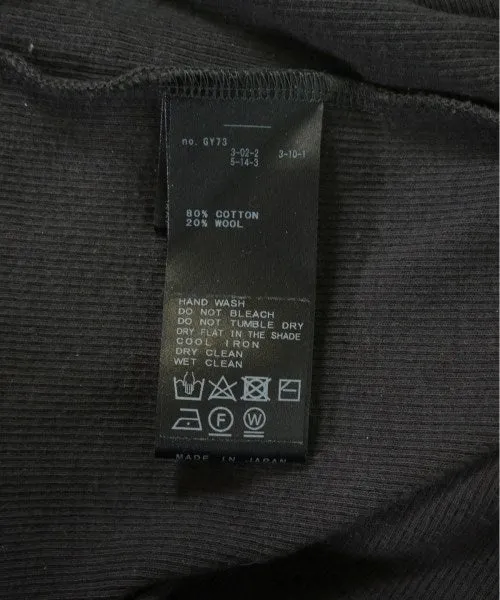 no. GY73
3-02-2 3-10-1
5-14-3
80% COTTON
20% WOOL
HAND WASH
DO NOT BLEACH
DO NOT TUMBLE DRY
DRY FLAT IN THE SHADE
COOL IRON
DRY CLEAN
WET CLEAN
F W
MADE IN JAPAN